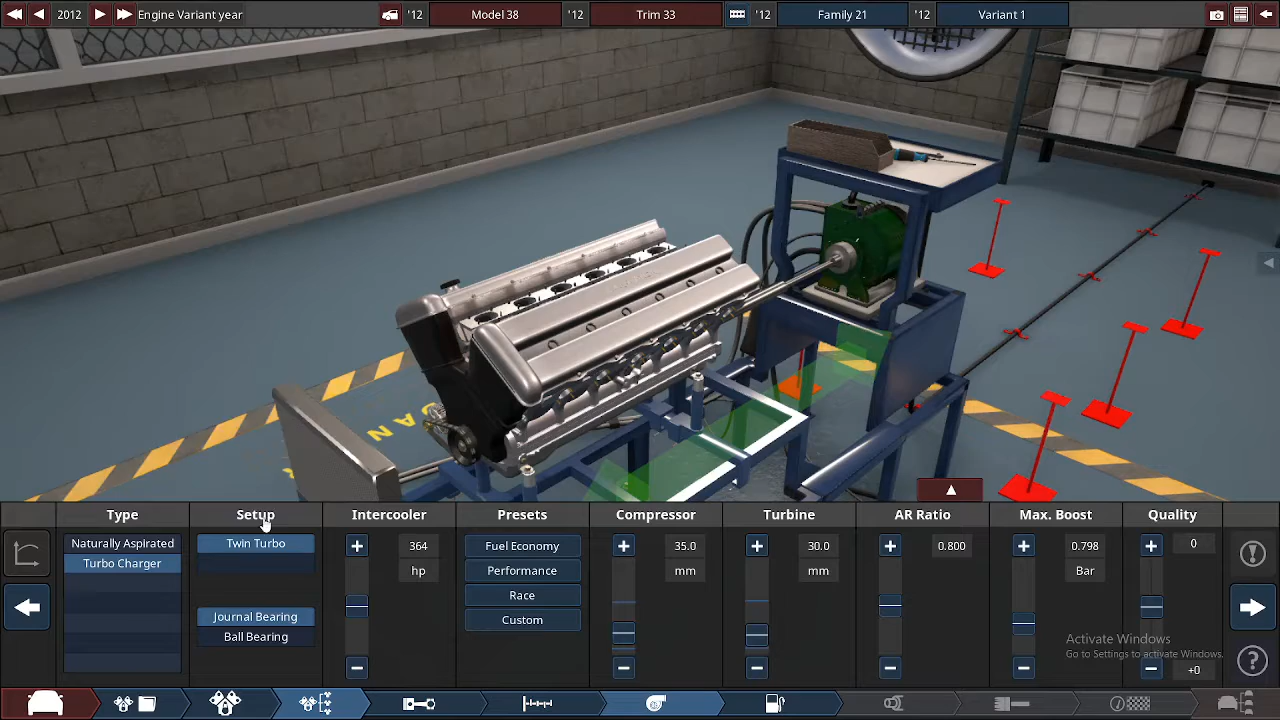 2012 Engine Variant year '12 Model 38 '12 Trim 33 '12 Family 21 '12 Variant 1
Type Setup Intercooler Presets Compressor Turbine AR Ratio Max. Boost Quality
Naturally Aspirated
Turbo Charger
Twin Turbo
Journal Bearing
Ball Bearing
364
hp
Fuel Economy
Performance
Race
Custom
35.0
mm
30.0
mm
0.800
0.798
Bar
0
+0
Activate Windows
Go to Settings to activate Windows.